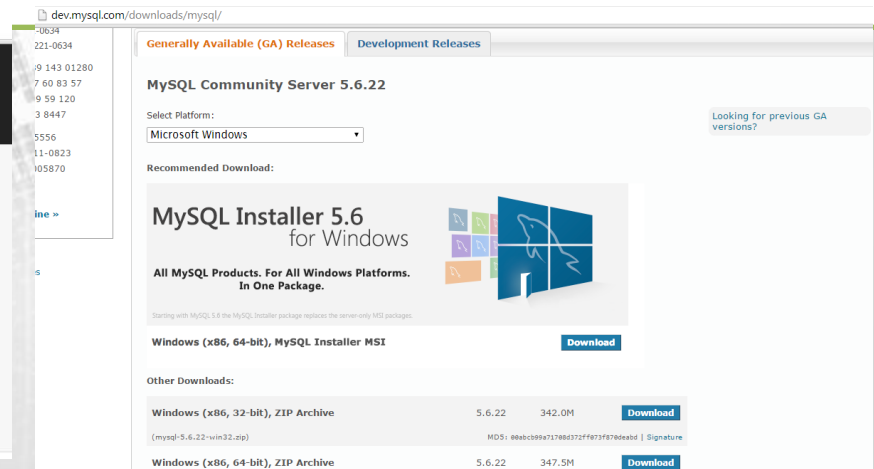 dev.mysql.com/downloads/mysql/
-0634
221-0634
143 01280
7 60 83 57
9 59 120
3 8447
5556
11-0823
005870
ine »
Generally Available (GA) Releases
Development Releases
MySQL Community Server 5.6.22
Select Platform:
Microsoft Windows
Looking for previous GA
versions?
Recommended Download:
MySQL Installer 5.6
for Windows
All MySQL Products. For All Windows Platforms.
In One Package.
Starting with MySQL 5.6 the MySQL Installer package replaces the server-only MSI packages.
Windows (x86, 64-bit), MySQL Installer MSI
Download
Other Downloads:
Windows (x86, 32-bit), ZIP Archive 5.6.22 342.0M Download
(mysql-5.6.22-win32.zip) MD5: 00abcb99a71708d372ff073f870deabd | Signature
Windows (x86, 64-bit), ZIP Archive 5.6.22 347.5M Download